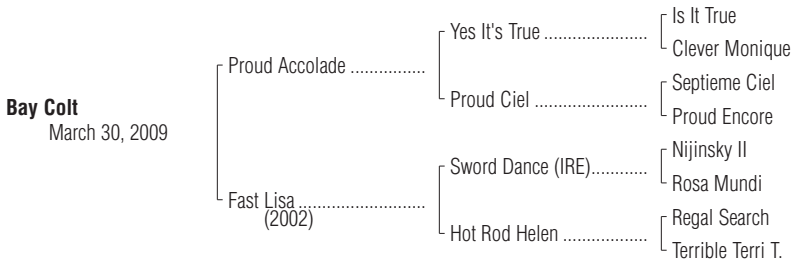 Bay Colt
March 30, 2009
Proud Accolade ................
Fast Lisa .............................
(2002)
Yes It's True ........................
Proud Ciel ..........................
Sword Dance (IRE)............
Hot Rod Helen ...................
Is It True
Clever Monique
Septieme Ciel
Proud Encore
Nijinsky II
Rosa Mundi
Regal Search
Terrible Terri T.